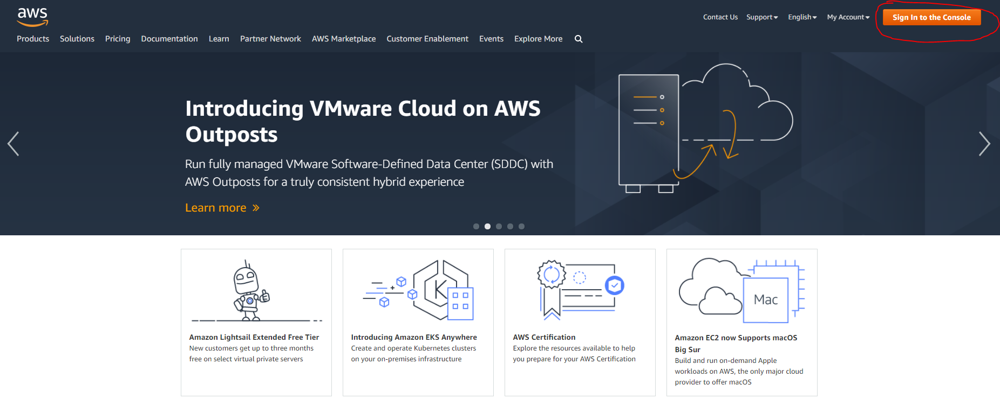 aws
Contact Us Support English My Account Sign In to the Console
Products Solutions Pricing Documentation Learn Partner Network AWS Marketplace Customer Enablement Events Explore More
Introducing VMware Cloud on AWS
Outposts
Run fully managed VMware Software-Defined Data Center (SDDC) with
AWS Outposts for a truly consistent hybrid experience
Learn more »
K
Mac
Amazon Lightsail Extended Free Tier
New customers get up to three months
free on select virtual private servers
Introducing Amazon EKS Anywhere
Create and operate Kubernetes clusters
on your on-premises infrastructure
AWS Certification
Explore the resources available to help
you prepare for your AWS Certification
Amazon EC2 now Supports macOS
Big Sur
Build and run on-demand Apple
workloads on AWS, the only major cloud
provider to offer macOS